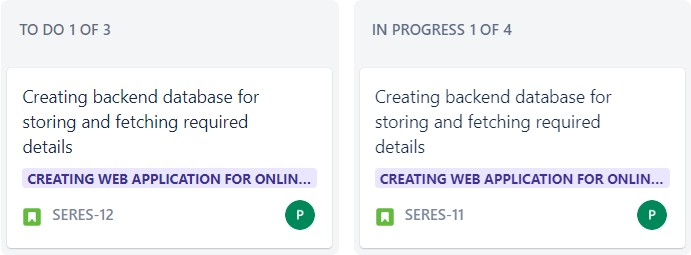 TO DO 1 OF 3
Creating backend database for
storing and fetching required
details
CREATING WEB APPLICATION FOR ONLIN...
SERES-12
P
IN PROGRESS 1 OF 4
Creating backend database for
storing and fetching required
details
CREATING WEB APPLICATION FOR ONLIN...
SERES-11
P